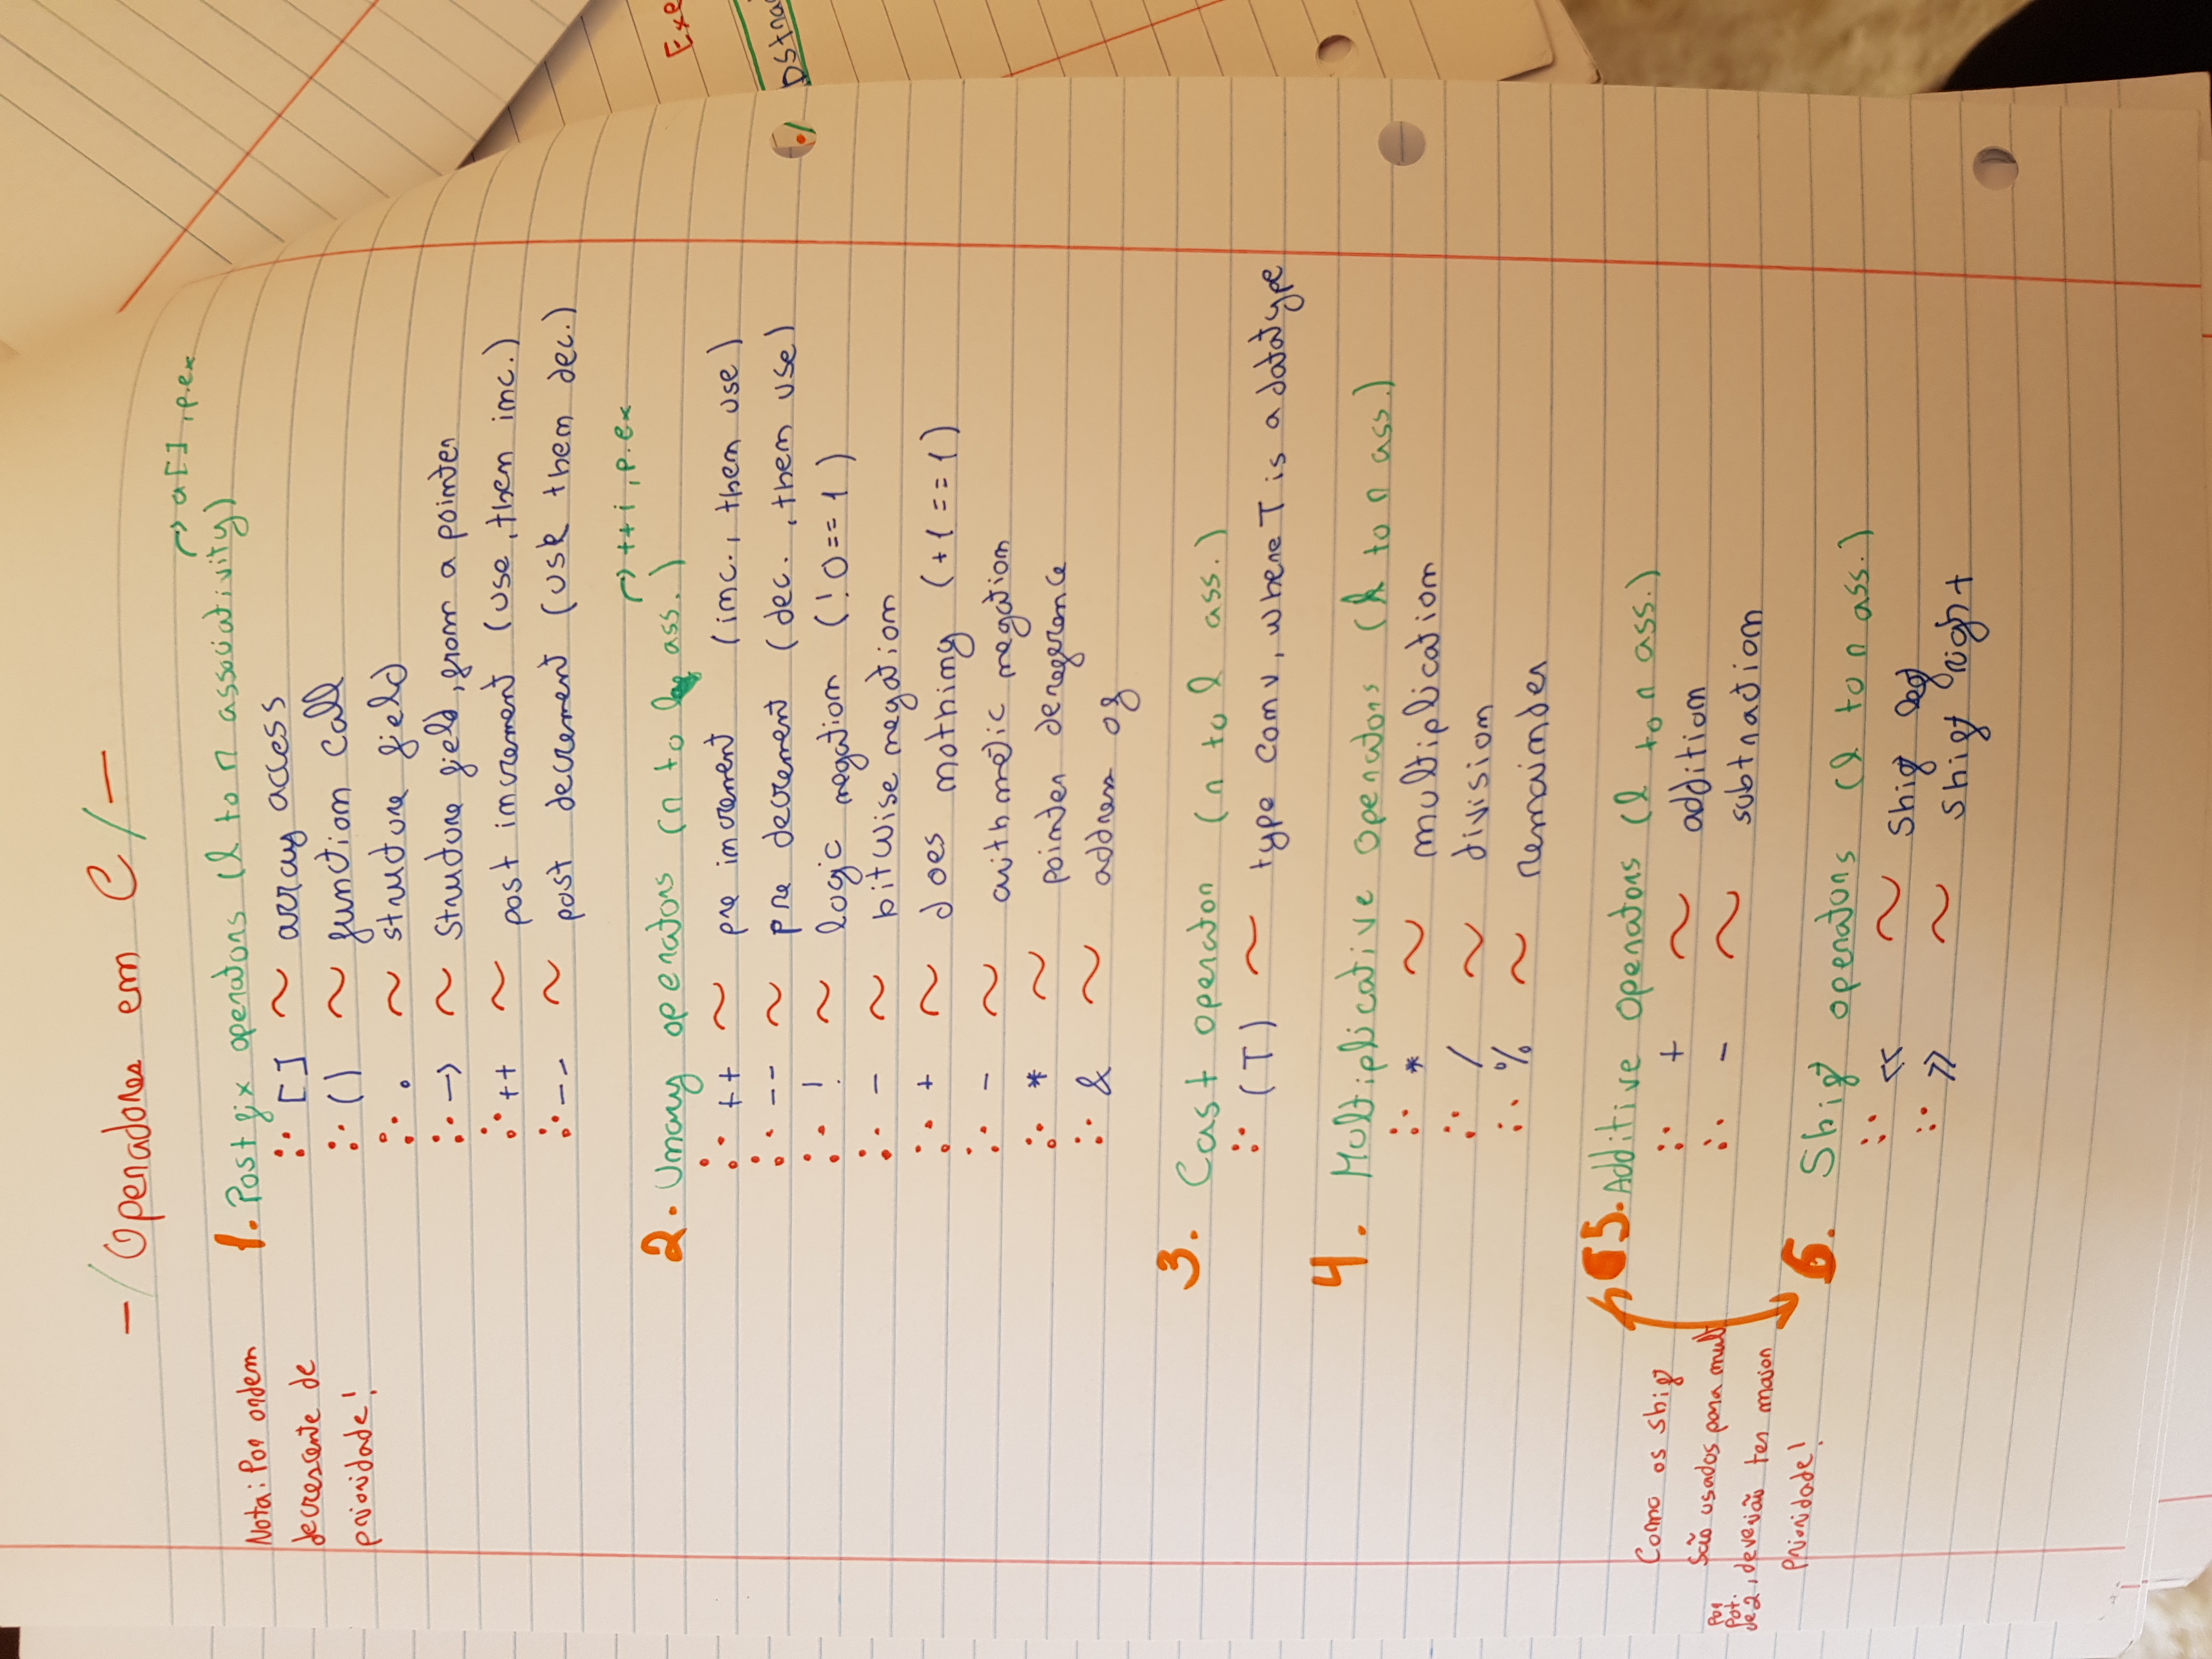 -/Operadores em C/-
→ a[], p.ex
1. Postfix operators (l to r associativity)
Nota: Por ordem
decrescente de
prioridade!
[] ~ array access
() ~ function call
. ~ structure field
-> ~ structure field, from a pointer
++ ~ post increment (use, then inc.)
-- ~ post decrement (use then dec.)
→ ++i, p.ex
2. Unary operators (r to l ass.)
++ ~ pre increment (inc., then use)
-- ~ pre decrement (dec., then use)
! ~ logic negation (!0==1)
- ~ bitwise negation
+ ~ does nothing (+1==1)
- ~ arithmetic negation
* ~ pointer dereference
& ~ address of
3. Cast operator (r to l ass.)
(T) ~ type conv, where T is a datatype
4. Multiplicative operators (l to r ass.)
* ~ multiplication
/ ~ division
% ~ remainder
5. Additive operators (l to r ass.)
+ ~ addition
- ~ subtraction
Como os shift
são usados para mult
por
pot.
de 2, deverião ter maior
prioridade!
6. Shift operators (l to r ass.)
<< ~ shift left
>> ~ shift right
Exe